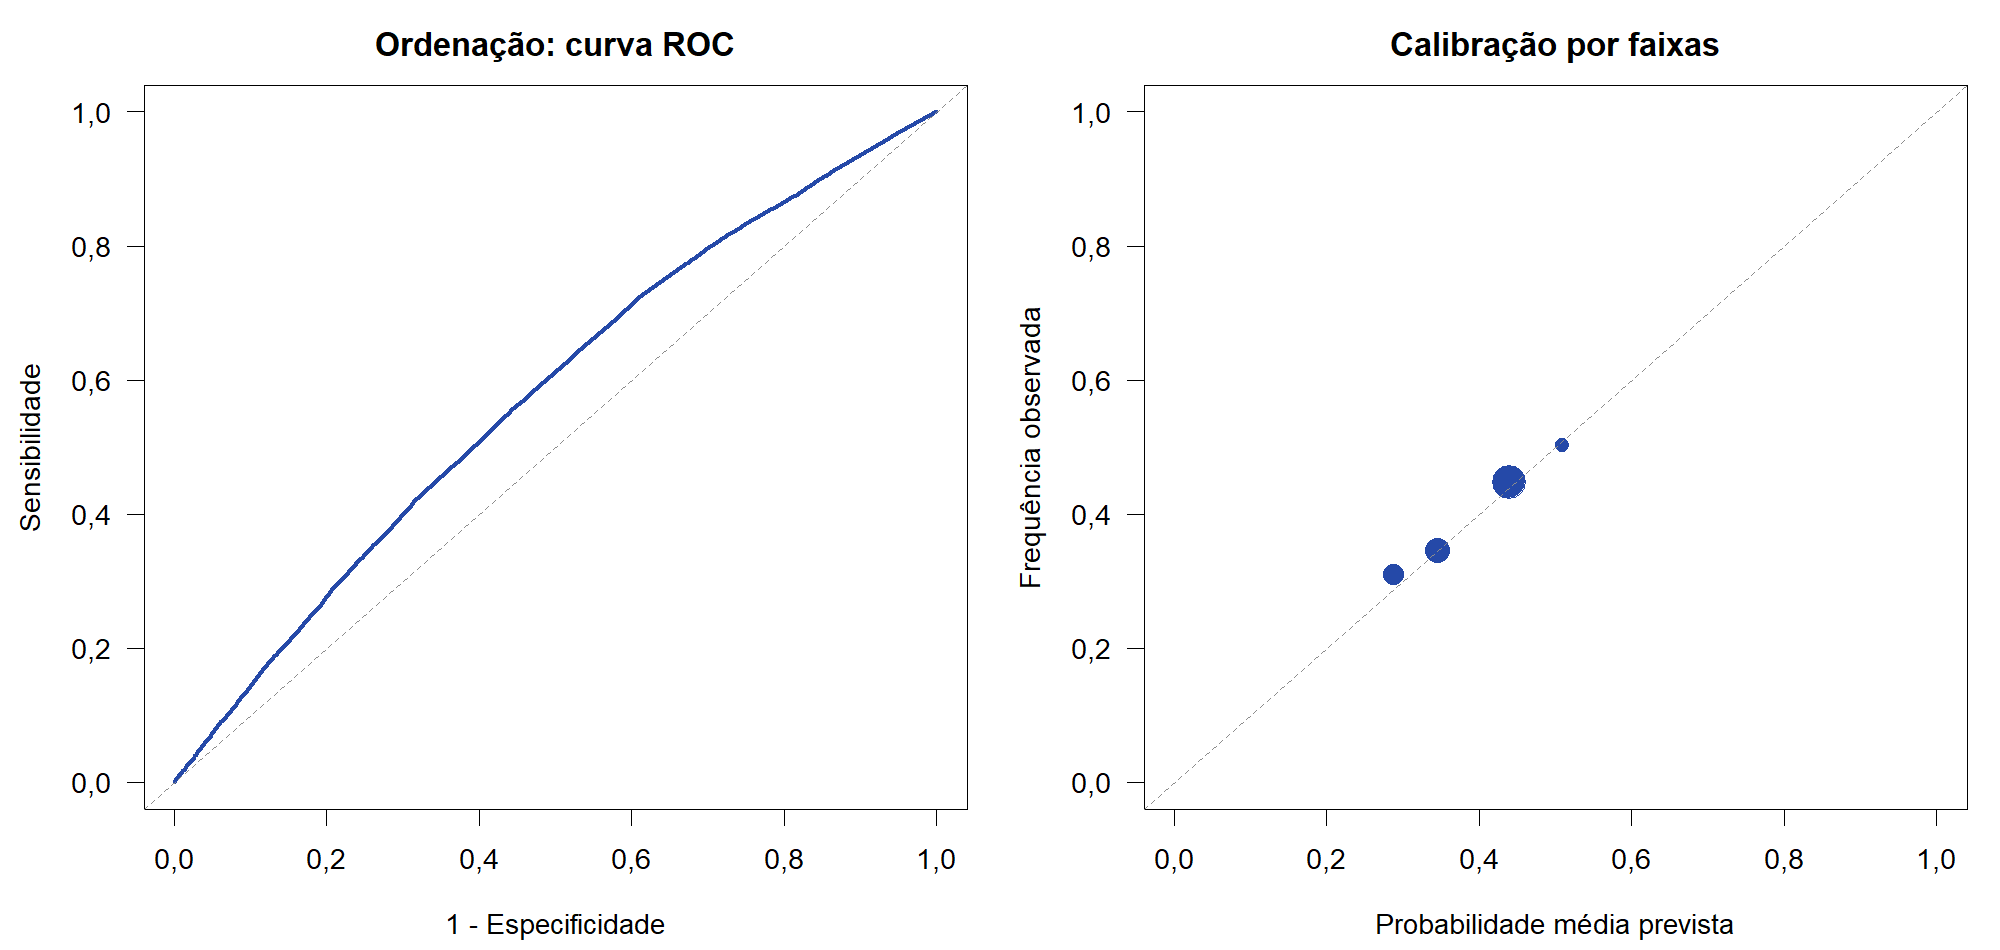 Ordenação: curva ROC
1,0
0,8
0,6
0,4
0,2
0,0
Sensibilidade
0,0 0,2 0,4 0,6 0,8 1,0
1 - Especificidade
Calibração por faixas
1,0
0,8
0,6
0,4
0,2
0,0
Frequência observada
0,0 0,2 0,4 0,6 0,8 1,0
Probabilidade média prevista